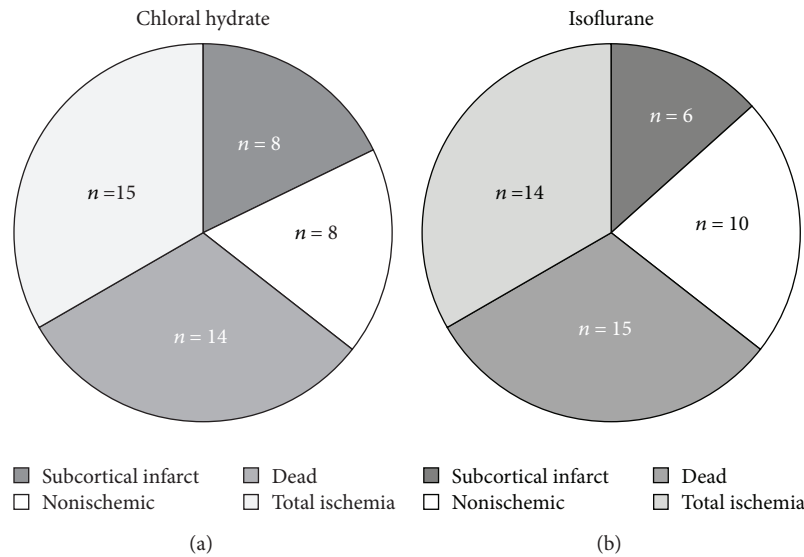 Chloral hydrate
n = 8
n =15
n = 8
n = 14
Subcortical infarct
Dead
Nonischemic
Total ischemia
(a)
Isoflurane
n = 6
n =14
n = 10
n = 15
Subcortical infarct
Dead
Nonischemic
Total ischemia
(b)